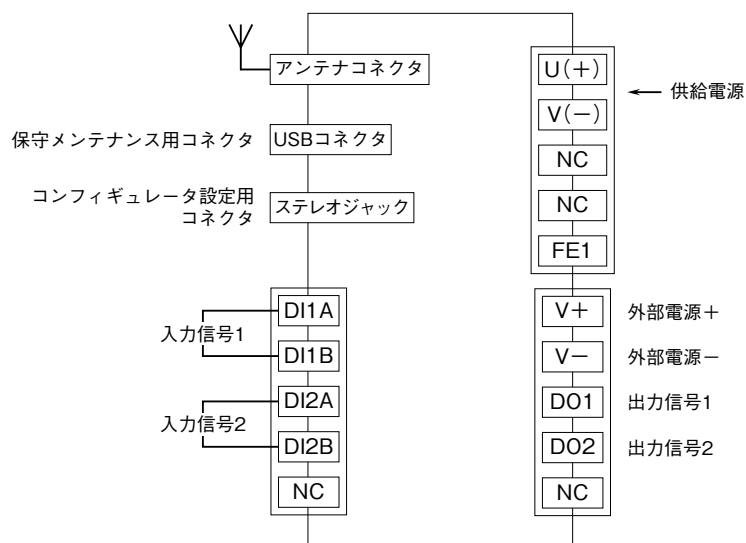 アンテナコネクタ
保守メンテナンス用コネクタ
USBコネクタ
コンフィギュレータ設定用
コネクタ
ステレオジャック
入力信号1
DI1A
DI1B
入力信号2
DI2A
DI2B
NC
U(+)
供給電源
V(－)
NC
NC
FE1
V+
外部電源＋
V－
外部電源－
DO1
出力信号1
DO2
出力信号2
NC